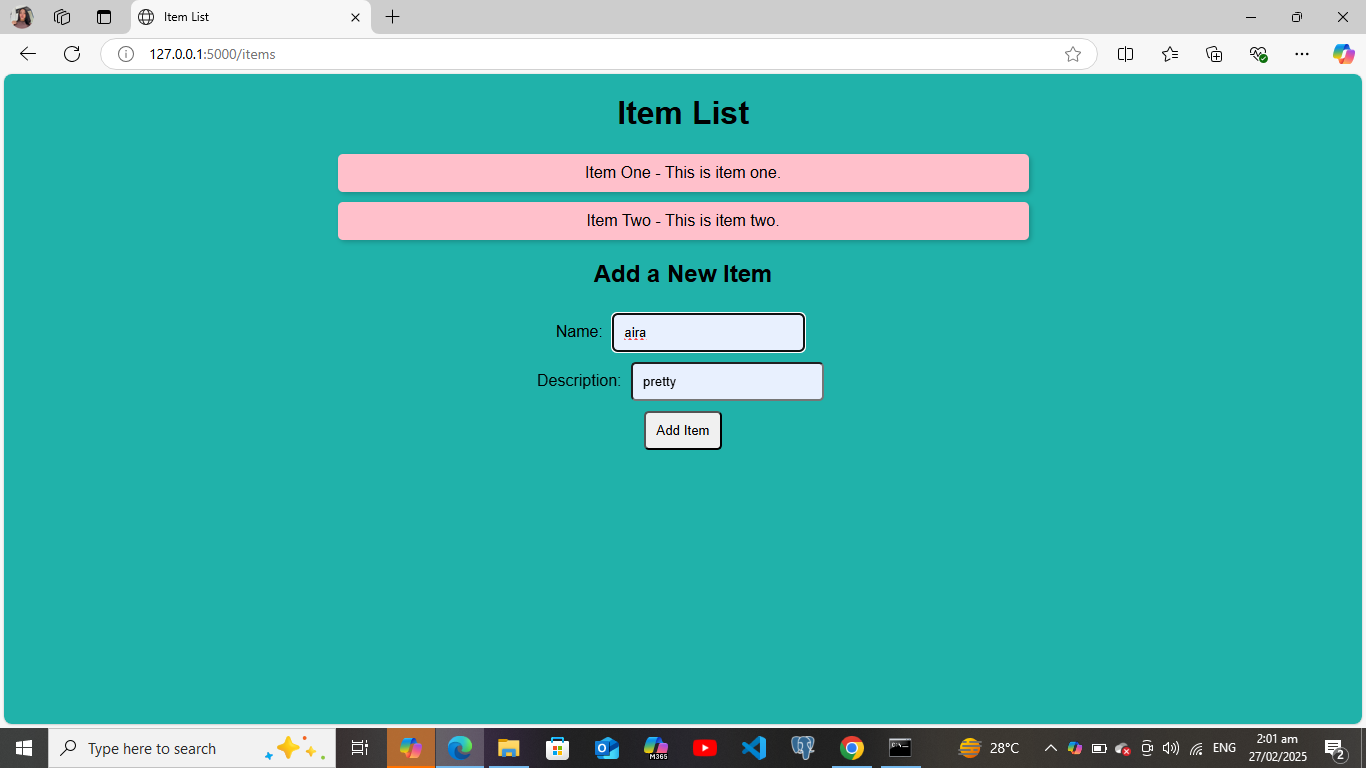 Item List
127.0.0.1:5000/items
Item List
Item One - This is item one.
Item Two - This is item two.
Add a New Item
Name: aira
Description: pretty
Add Item
Type here to search
M365
28°C
ENG
2:01 am
27/02/2025
2